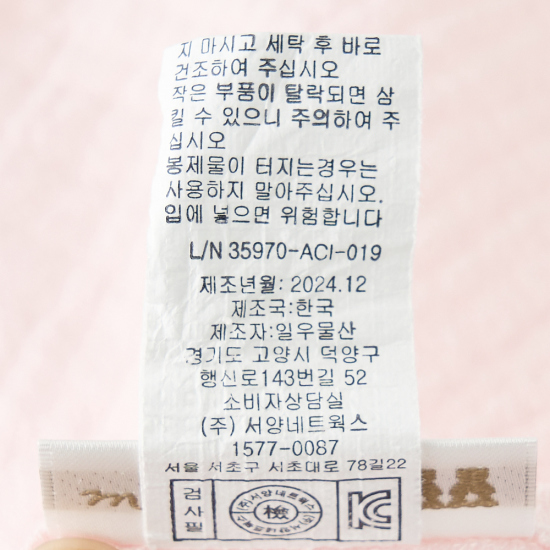 지 마시고 세탁 후 바로
건조하여 주십시오
작은 부품이 탈락되면 삼
킬 수 있으니 주의하여 주
십시오
봉제물이 터지는경우는
사용하지 말아주십시오.
입에 넣으면 위험합니다
L/N 35970-ACI-019
제조년월: 2024.12
제조국:한국
제조자:일우물산
경기도 고양시 덕양구
행신로143번길 52
소비자상담실
(주) 서양네트웍스
1577-0087
서울 서초구 서초대로 78길22
검사필
檢
KC